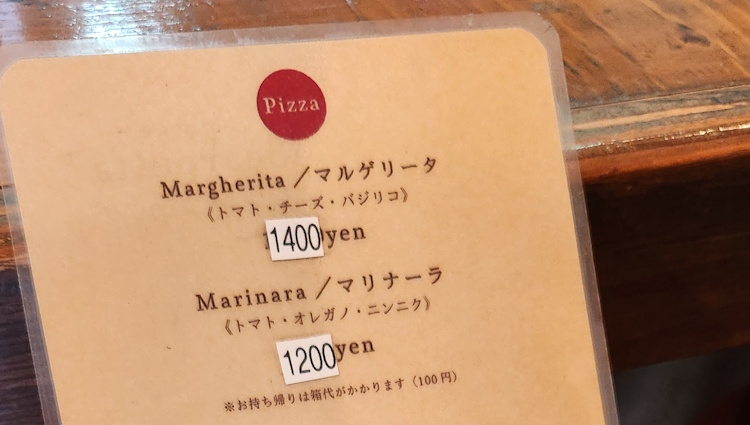 Pizza
Margherita／マルゲリータ
《トマト・チーズ・バジリコ》
1400yen
Marinara／マリナーラ
《トマト・オレガノ・ニンニク》
1200yen
※お持ち帰りは箱代がかかります（100円）